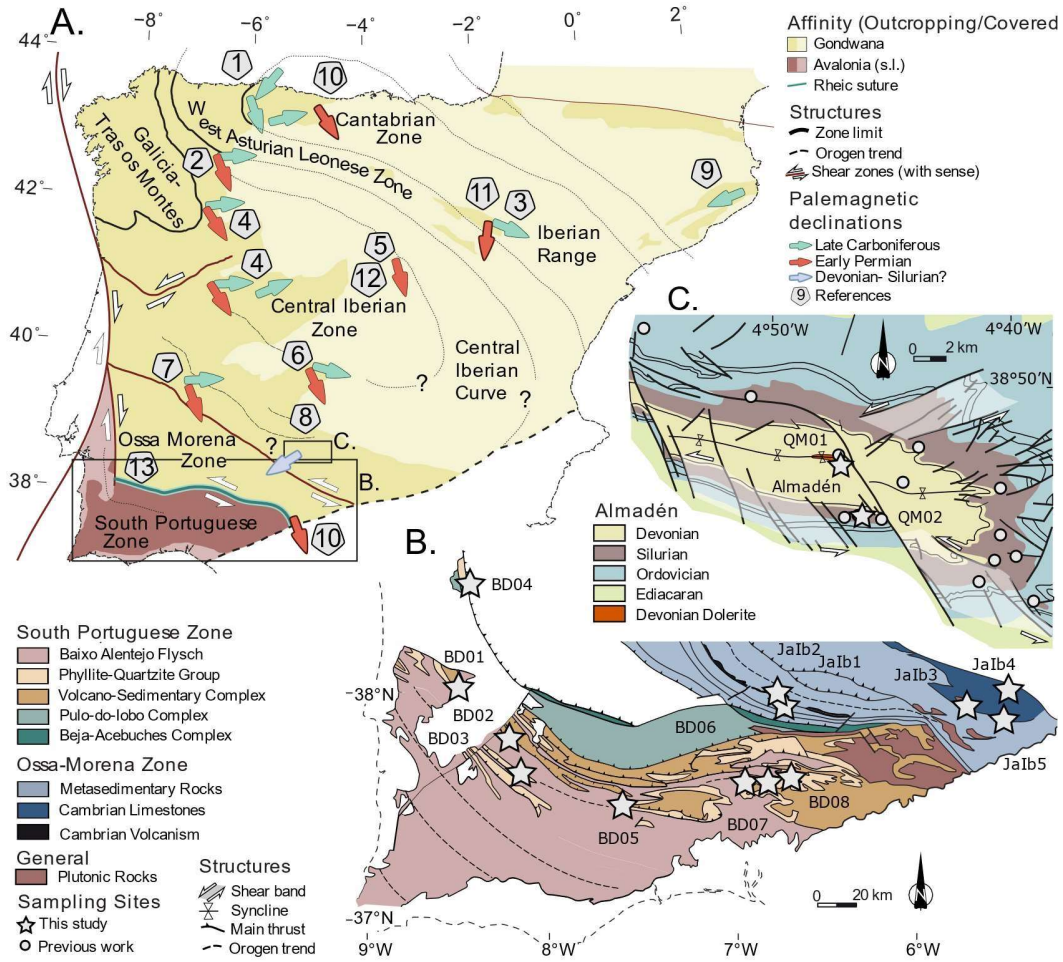 A.
−8°
−6°
−4°
−2°
0°
2°
44°
42°
40°
38°
1
10
West Asturian Leonese Zone
Cantabrian
Zone
Galicia-
Tras os Montes
2
4
4
11
3
9
Iberian
Range
5
12
Central Iberian
Zone
6
7
8
Central
Iberian
Curve
?
?
?
Ossa Morena
Zone
13
C.
B.
South Portuguese
Zone
10
Affinity (Outcropping/Covered
Gondwana
Avalonia (s.l.)
Rheic suture
Structures
Zone limit
Orogen trend
Shear zones (with sense)
Palemagnetic
declinations
Late Carboniferous
Early Permian
Devonian- Silurian?
9 References
C.
4°50′W
4°40′W
38°50′N
0 2 km
N
QM01
Almadén
QM02
Almadén
Devonian
Silurian
Ordovician
Ediacaran
Devonian Dolerite
B.
BD04
BD01
BD02
BD03
BD05
BD06
BD07
BD08
JaIb2
JaIb1
JaIb3
JaIb4
JaIb5
−38°N
−37°N
9°W
8°W
7°W
6°W
0 20 km
N
South Portuguese Zone
Baixo Alentejo Flysch
Phyllite-Quartzite Group
Volcano-Sedimentary Complex
Pulo-do-lobo Complex
Beja-Acebuches Complex
Ossa-Morena Zone
Metasedimentary Rocks
Cambrian Limestones
Cambrian Volcanism
General
Plutonic Rocks
Sampling Sites
This study
Previous work
Structures
Shear band
Syncline
Main thrust
Orogen trend